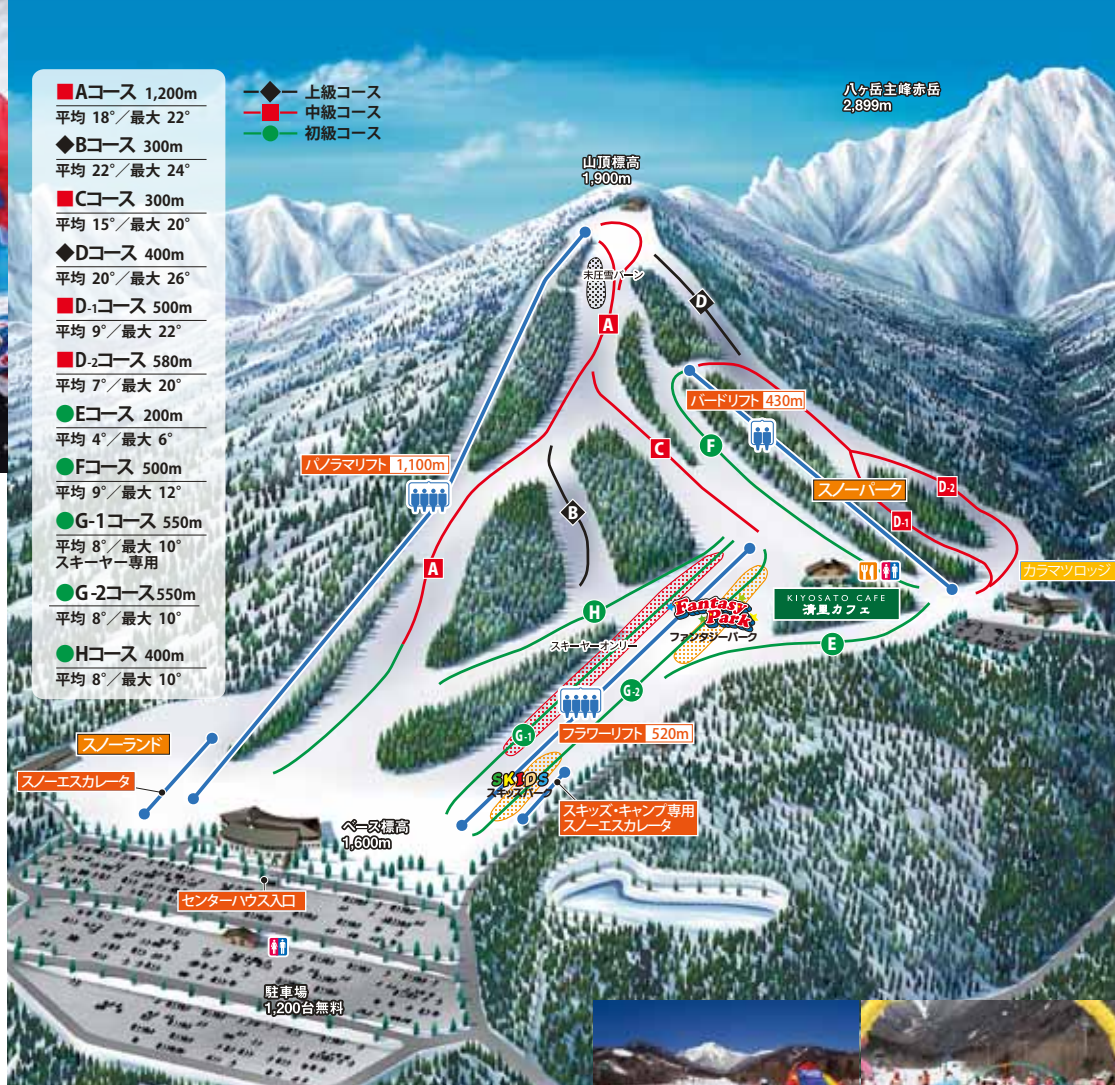 ■Aコース 1,200m
平均 18°／最大 22°
◆Bコース 300m
平均 22°／最大 24°
■Cコース 300m
平均 15°／最大 20°
◆Dコース 400m
平均 20°／最大 26°
■D-1コース 500m
平均 9°／最大 22°
■D-2コース 580m
平均 7°／最大 20°
●Eコース 200m
平均 4°／最大 6°
●Fコース 500m
平均 9°／最大 12°
●G-1コース 550m
平均 8°／最大 10°
スキーヤー専用
●G-2コース550m
平均 8°／最大 10°
●Hコース 400m
平均 8°／最大 10°
上級コース
中級コース
初級コース
八ヶ岳主峰赤岳
2,899m
山頂標高
1,900m
未圧雪バーン
A
D
バードリフト 430m
F
C
パノラマリフト 1,100m
スノーパーク
D-2
B
D-1
A
カラマツロッジ
KIYOSATO CAFE
清里カフェ
H
Fantasy
Park
ファンタジーパーク
スキーヤーオンリー
E
G-2
G-1
フラワーリフト 520m
スノーランド
スノーエスカレータ
SKIDS
スキッズパーク
スキッズ・キャンプ専用
スノーエスカレータ
ベース標高
1,600m
センターハウス入口
駐車場
1,200台無料